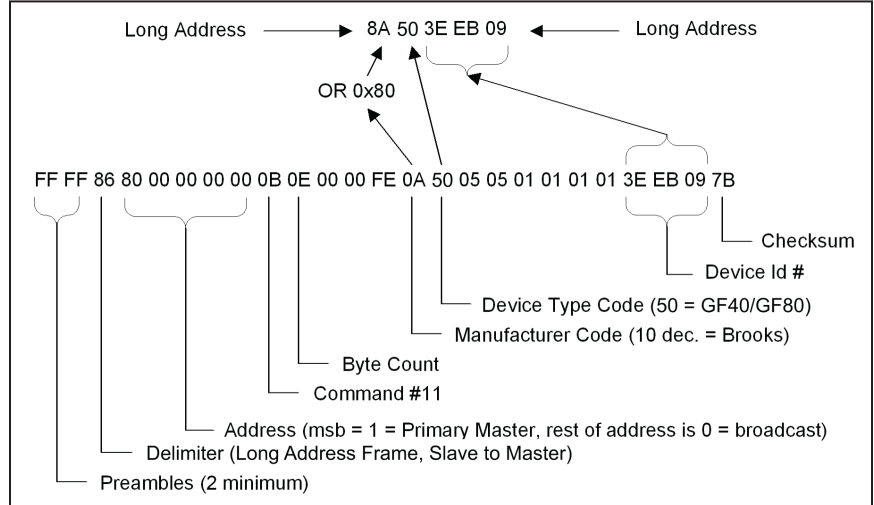 Long Address 8A 50 3E EB 09 Long Address
OR 0x80
FF FF 86 80 00 00 00 00 0B 0E 00 00 FE 0A 50 05 05 01 01 01 01 3E EB 09 7B
Checksum
Device Id #
Device Type Code (50 = GF40/GF80)
Manufacturer Code (10 dec. = Brooks)
Byte Count
Command #11
Address (msb = 1 = Primary Master, rest of address is 0 = broadcast)
Delimiter (Long Address Frame, Slave to Master)
Preambles (2 minimum)